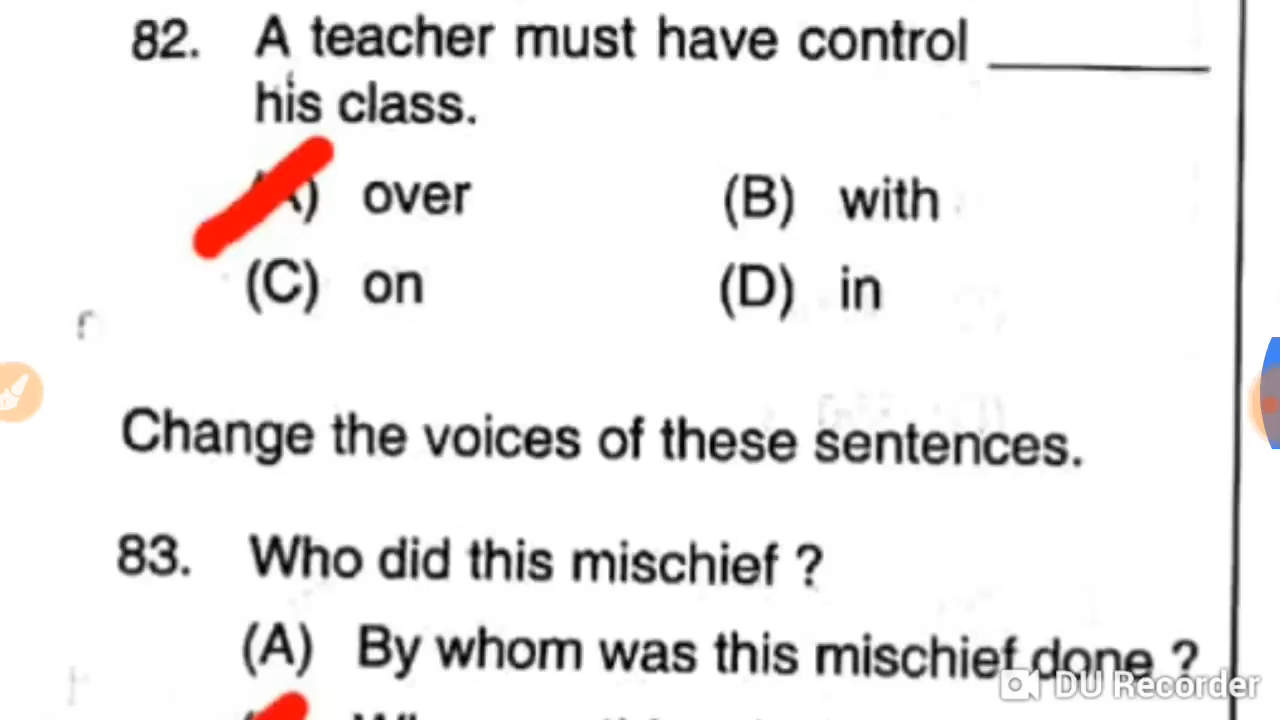 82. A teacher must have control ________
his class.
over (B) with
(C) on (D) in
Change the voices of these sentences.
83. Who did this mischief ?
(A) By whom was this mischief done ?
DU Recorder